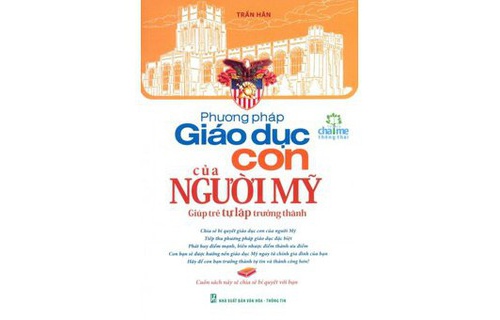 TRẦN HÂN
Phương pháp
Giáo dục
con
của
NGƯỜI MỸ
cha&mẹ
thông thái
Giúp trẻ tự lập trưởng thành
Chia sẻ bí quyết giáo dục con của người Mỹ
Tiếp thu phương pháp giáo dục đặc biệt
Phát huy điểm mạnh, biến nhược điểm thành ưu điểm
Con bạn sẽ được hưởng nền giáo dục Mỹ ngay từ chính gia đình của bạn
Hãy để con bạn trưởng thành tự tin và thành công hơn!
Cuốn sách này sẽ chia sẻ bí quyết với bạn
NHÀ XUẤT BẢN VĂN HÓA - THÔNG TIN